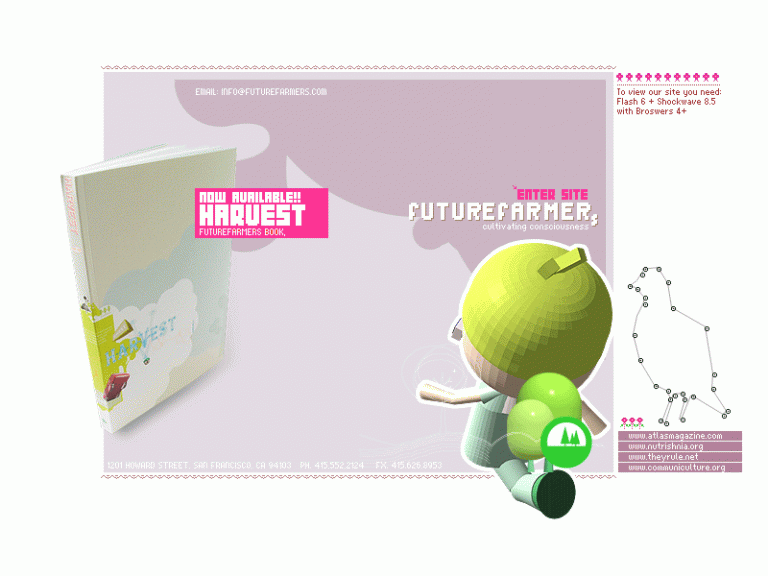 EMAIL: INFO@FUTUREFARMERS.COM
To view our site you need:
Flash 6 + Shockwave 8.5
with Broswers 4+
NOW AVAILABLE!!
HARVEST
FUTUREFARMERS BOOK,
ENTER SITE
FUTUREFARMERs
cultivating consciousness
HARVEST
www.atlasmagazine.com
www.nutrishnia.org
www.theyrule.net
www.communiculture.org
1201 HOWARD STREET, SAN FRANCISCO, CA 94103 PH. 415.552.2124 FX. 415.626.8953